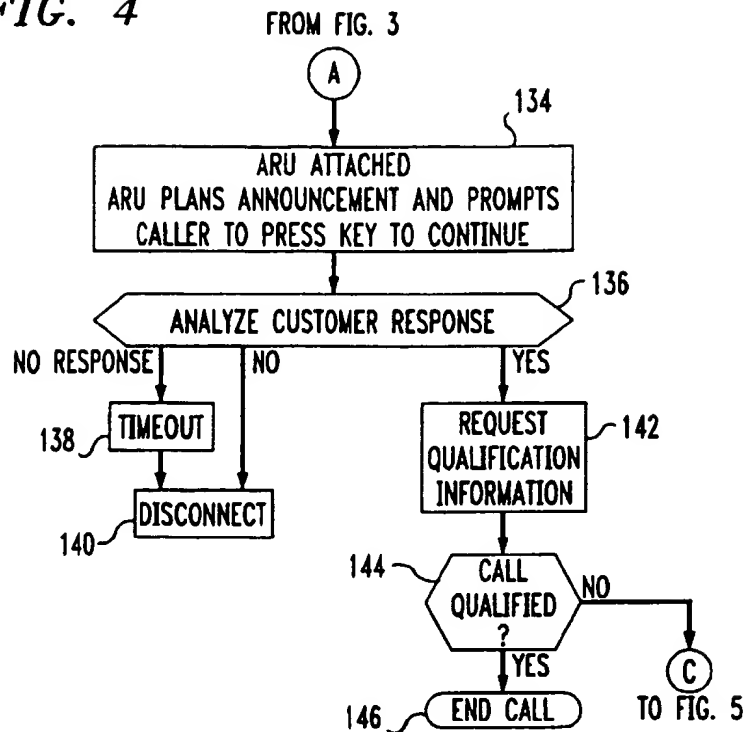 FIG. 4
FROM FIG. 3
A
134
ARU ATTACHED
ARU PLANS ANNOUNCEMENT AND PROMPTS
CALLER TO PRESS KEY TO CONTINUE
136
ANALYZE CUSTOMER RESPONSE
NO RESPONSE
NO
YES
138
TIMEOUT
REQUEST
QUALIFICATION
INFORMATION
142
140
DISCONNECT
144
CALL
QUALIFIED
?
NO
YES
C
TO FIG. 5
146
END CALL